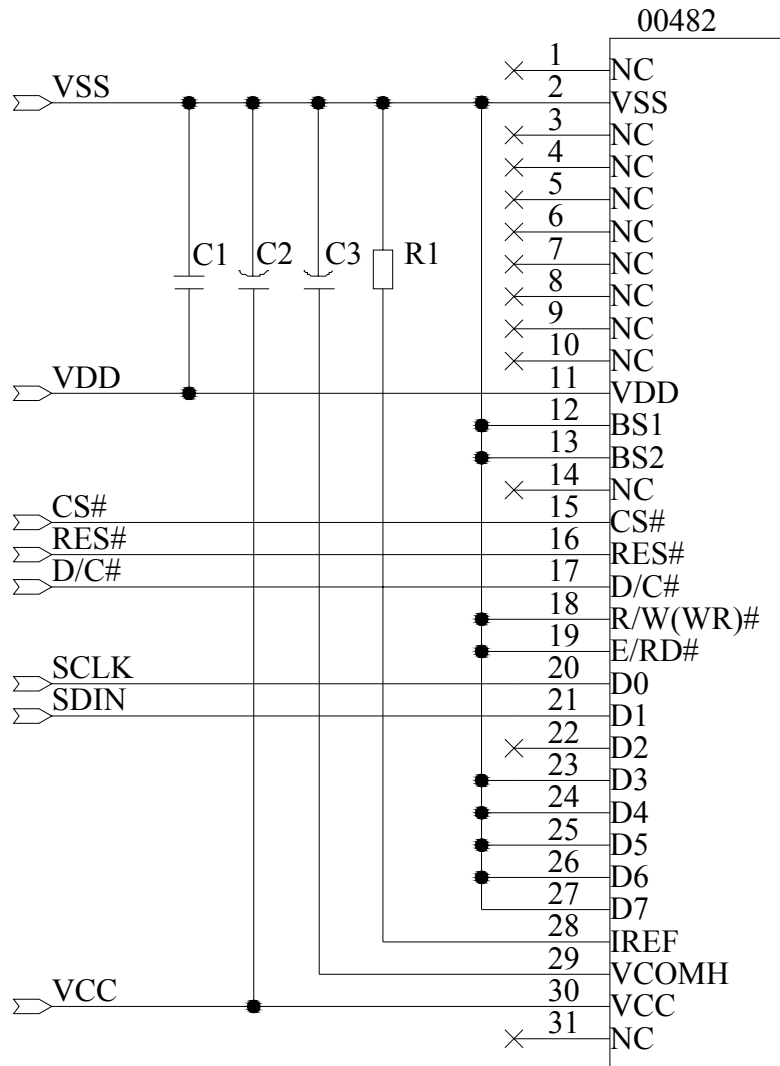 00482
1 NC
VSS 2 VSS
3 NC
4 NC
5 NC
6 NC
7 NC
C1 C2 C3 R1
8 NC
9 NC
10 NC
VDD 11 VDD
12 BS1
13 BS2
14 NC
CS# 15 CS#
RES# 16 RES#
D/C# 17 D/C#
18 R/W(WR)#
19 E/RD#
SCLK 20 D0
SDIN 21 D1
22 D2
23 D3
24 D4
25 D5
26 D6
27 D7
28 IREF
29 VCOMH
VCC 30 VCC
31 NC